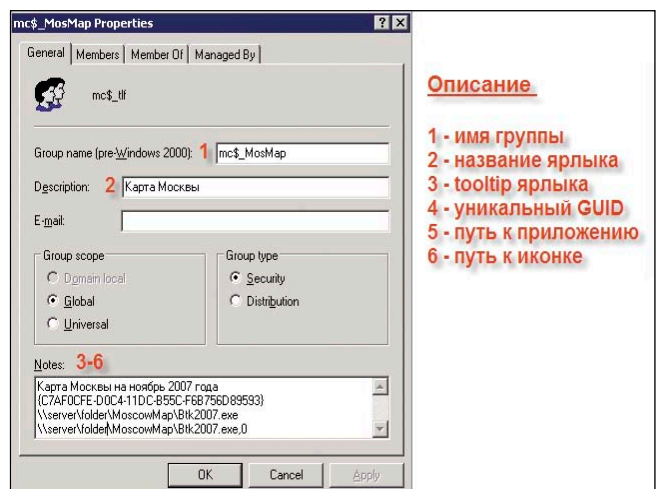 mc$_MosMap Properties
General Members Member Of Managed By
mc$_tlf
Group name (pre-Windows 2000): 1 mc$_MosMap
Description: 2 Карта Москвы
E-mail:
Group scope
Domain local
Global
Universal
Group type
Security
Distribution
Notes: 3-6
Карта Москвы на ноябрь 2007 года
{C7AF0CFE-D0C4-11DC-B55C-F6B756D89593}
\\server\folder\MoscowMap\Btk2007.exe
\\server\folder\MoscowMap\Btk2007.exe,0
OK Cancel Apply
Описание
1 - имя группы
2 - название ярлыка
3 - tooltip ярлыка
4 - уникальный GUID
5 - путь к приложению
6 - путь к иконке